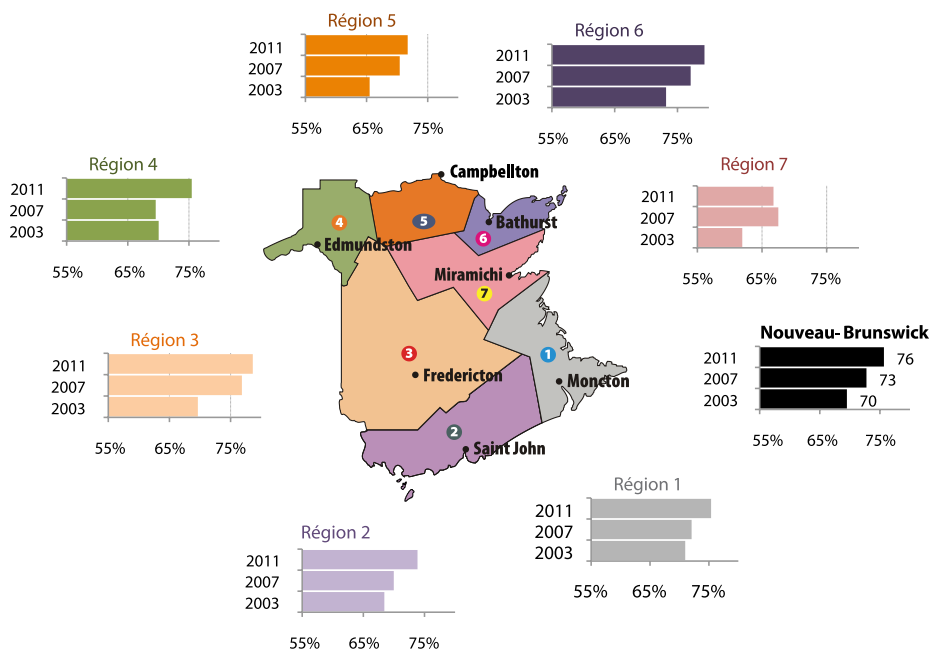 Région 5
2011
2007
2003
55% 65% 75%
Région 6
2011
2007
2003
55% 65% 75%
Région 4
2011
2007
2003
55% 65% 75%
Région 7
2011
2007
2003
55% 65% 75%
Campbellton
4
5
Bathurst
6
Edmundston
Miramichi
7
3
1
Fredericton
Moncton
2
Saint John
Région 3
2011
2007
2003
55% 65% 75%
Nouveau-Brunswick
2011 76
2007 73
2003 70
55% 65% 75%
Région 2
2011
2007
2003
55% 65% 75%
Région 1
2011
2007
2003
55% 65% 75%